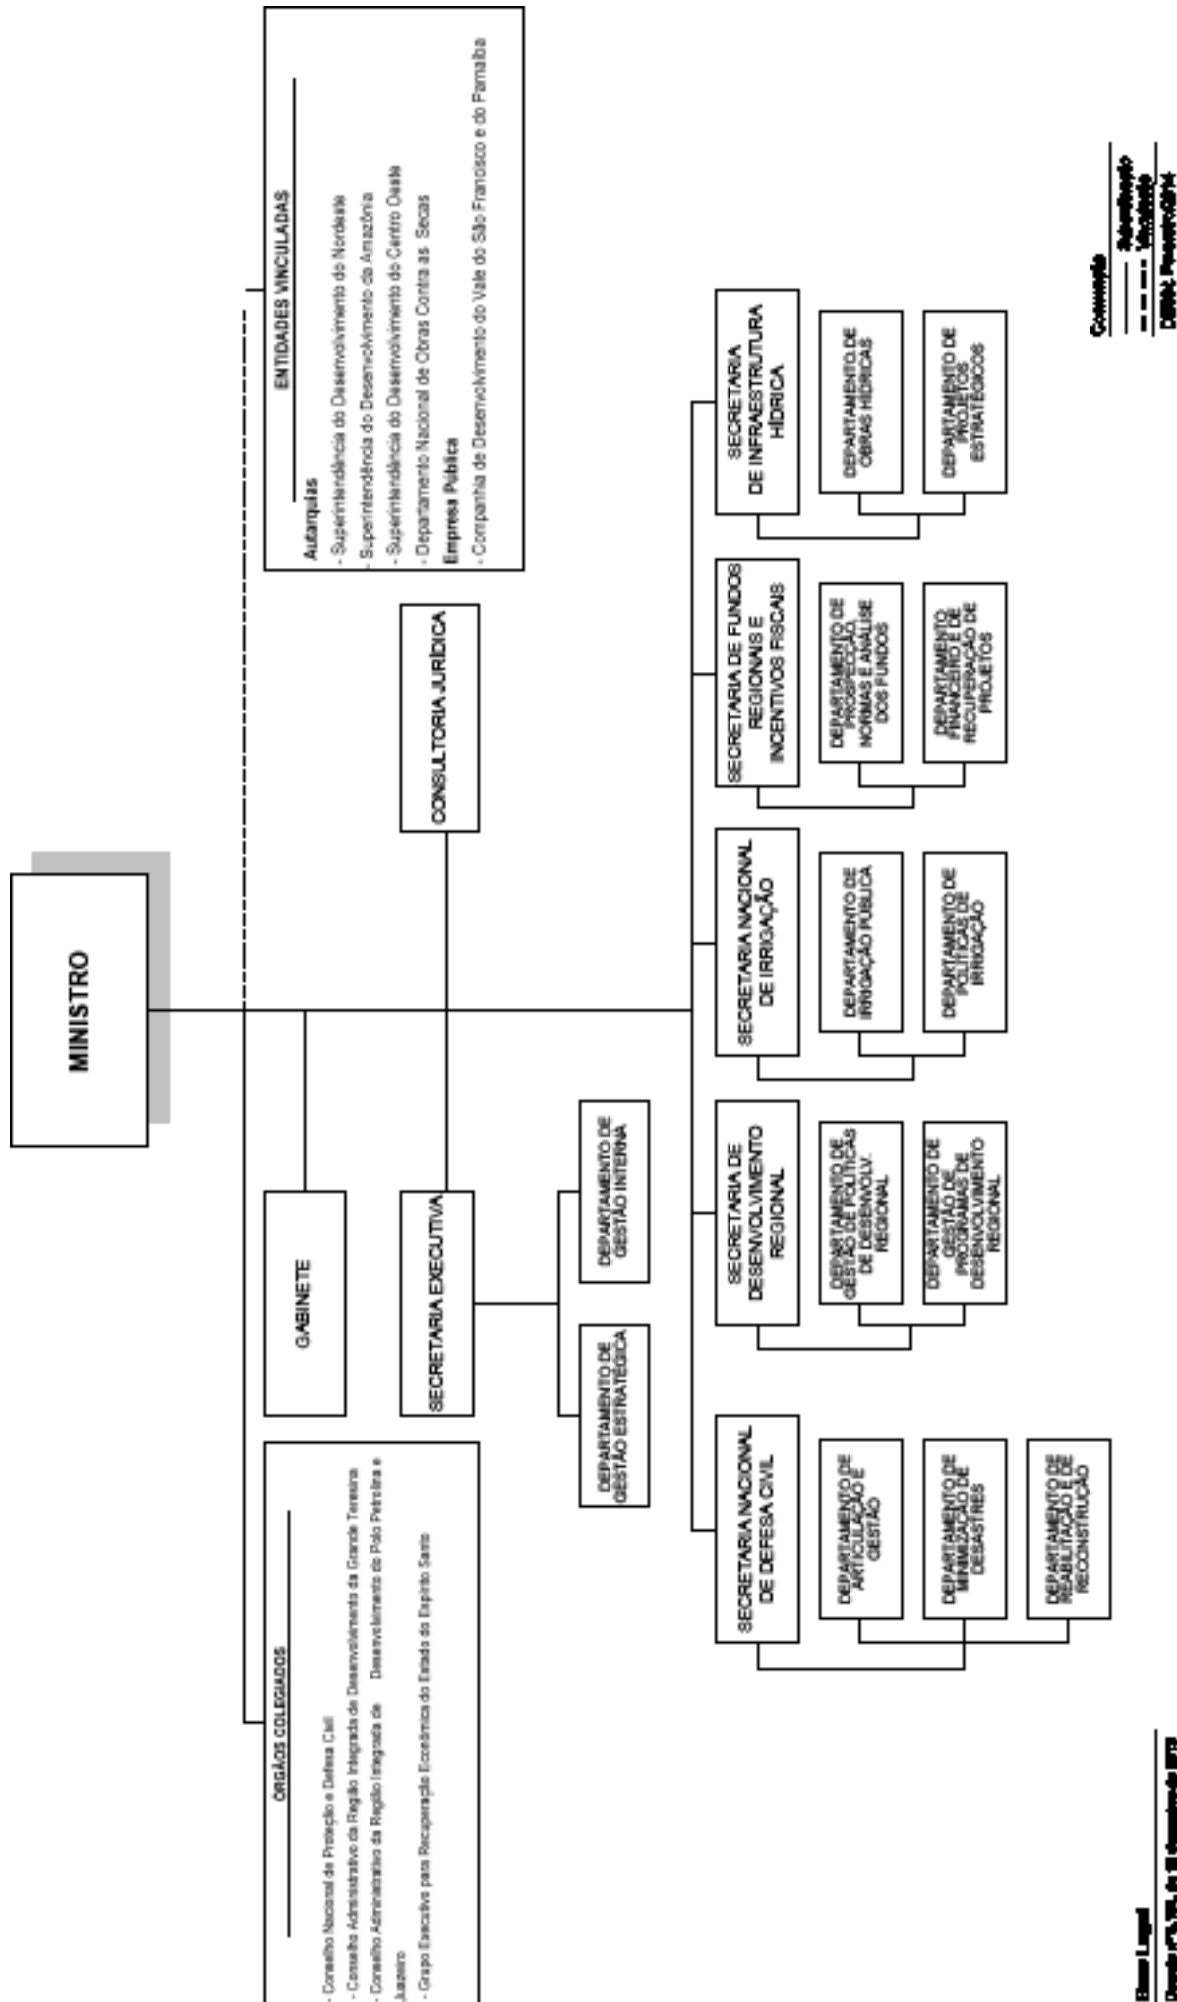 MINISTRO
ÓRGÃOS COLEGIADOS
- Conselho Nacional de Proteção e Defesa Civil
- Conselho Administrativo da Região Integrada de Desenvolvimento da Grande Teresina
- Conselho Administrativo da Região Integrada de Desenvolvimento do Polo Petrolina e
Juazeiro
- Grupo Executivo para Recuperação Econômica do Estado do Espírito Santo
GABINETE
ENTIDADES VINCULADAS
Autarquias
- Superintendência do Desenvolvimento do Nordeste
- Superintendência do Desenvolvimento da Amazônia
- Superintendência do Desenvolvimento do Centro Oeste
- Departamento Nacional de Obras Contra as Secas
Empresa Pública
- Companhia de Desenvolvimento do Vale do São Francisco e do Parnaíba
SECRETARIA EXECUTIVA
CONSULTORIA JURÍDICA
DEPARTAMENTO DE
GESTÃO ESTRATÉGICA
DEPARTAMENTO DE
GESTÃO INTERNA
SECRETARIA NACIONAL
DE DEFESA CIVIL
DEPARTAMENTO DE
ARTICULAÇÃO E
GESTÃO
DEPARTAMENTO DE
MINIMIZAÇÃO DE
DESASTRES
DEPARTAMENTO DE
REABILITAÇÃO E DE
RECONSTRUÇÃO
SECRETARIA DE
DESENVOLVIMENTO
REGIONAL
DEPARTAMENTO DE
GESTÃO DE POLÍTICAS
DE DESENVOLV.
REGIONAL
DEPARTAMENTO DE
GESTÃO DE
PROGRAMAS DE
DESENVOLVIMENTO
REGIONAL
SECRETARIA NACIONAL
DE IRRIGAÇÃO
DEPARTAMENTO DE
IRRIGAÇÃO PÚBLICA
DEPARTAMENTO DE
POLÍTICAS DE
IRRIGAÇÃO
SECRETARIA DE FUNDOS
REGIONAIS E
INCENTIVOS FISCAIS
DEPARTAMENTO DE
PROSPECÇÃO,
NORMAS E ANÁLISE
DOS FUNDOS
DEPARTAMENTO
FINANCEIRO E DE
RECUPERAÇÃO DE
PROJETOS
SECRETARIA
DE INFRAESTRUTURA
HÍDRICA
DEPARTAMENTO DE
OBRAS HÍDRICAS
DEPARTAMENTO DE
PROJETOS
ESTRATÉGICOS
Base Legal
Convenção
Subordinação
Vinculação